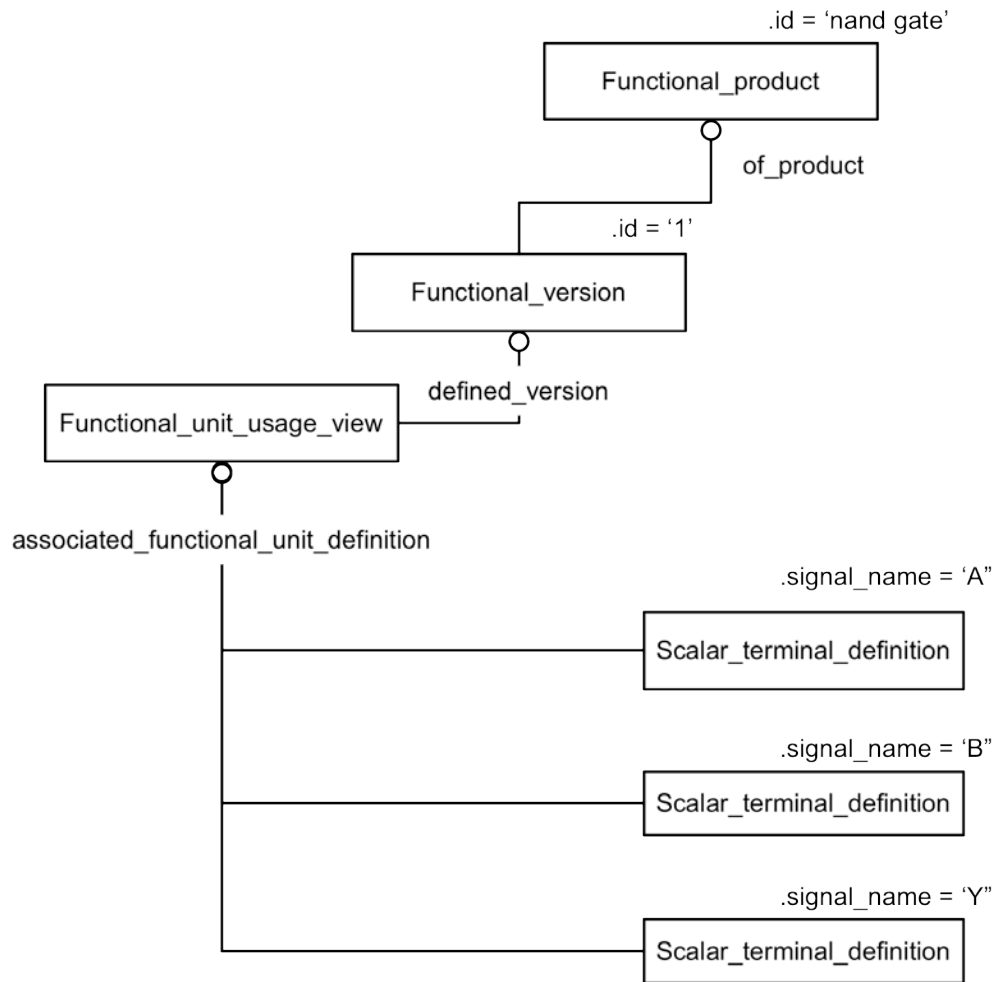 .id = ‘nand gate’
Functional_product
of_product
.id = ‘1’
Functional_version
defined_version
Functional_unit_usage_view
associated_functional_unit_definition
.signal_name = ‘A”
Scalar_terminal_definition
.signal_name = ‘B”
Scalar_terminal_definition
.signal_name = ‘Y”
Scalar_terminal_definition